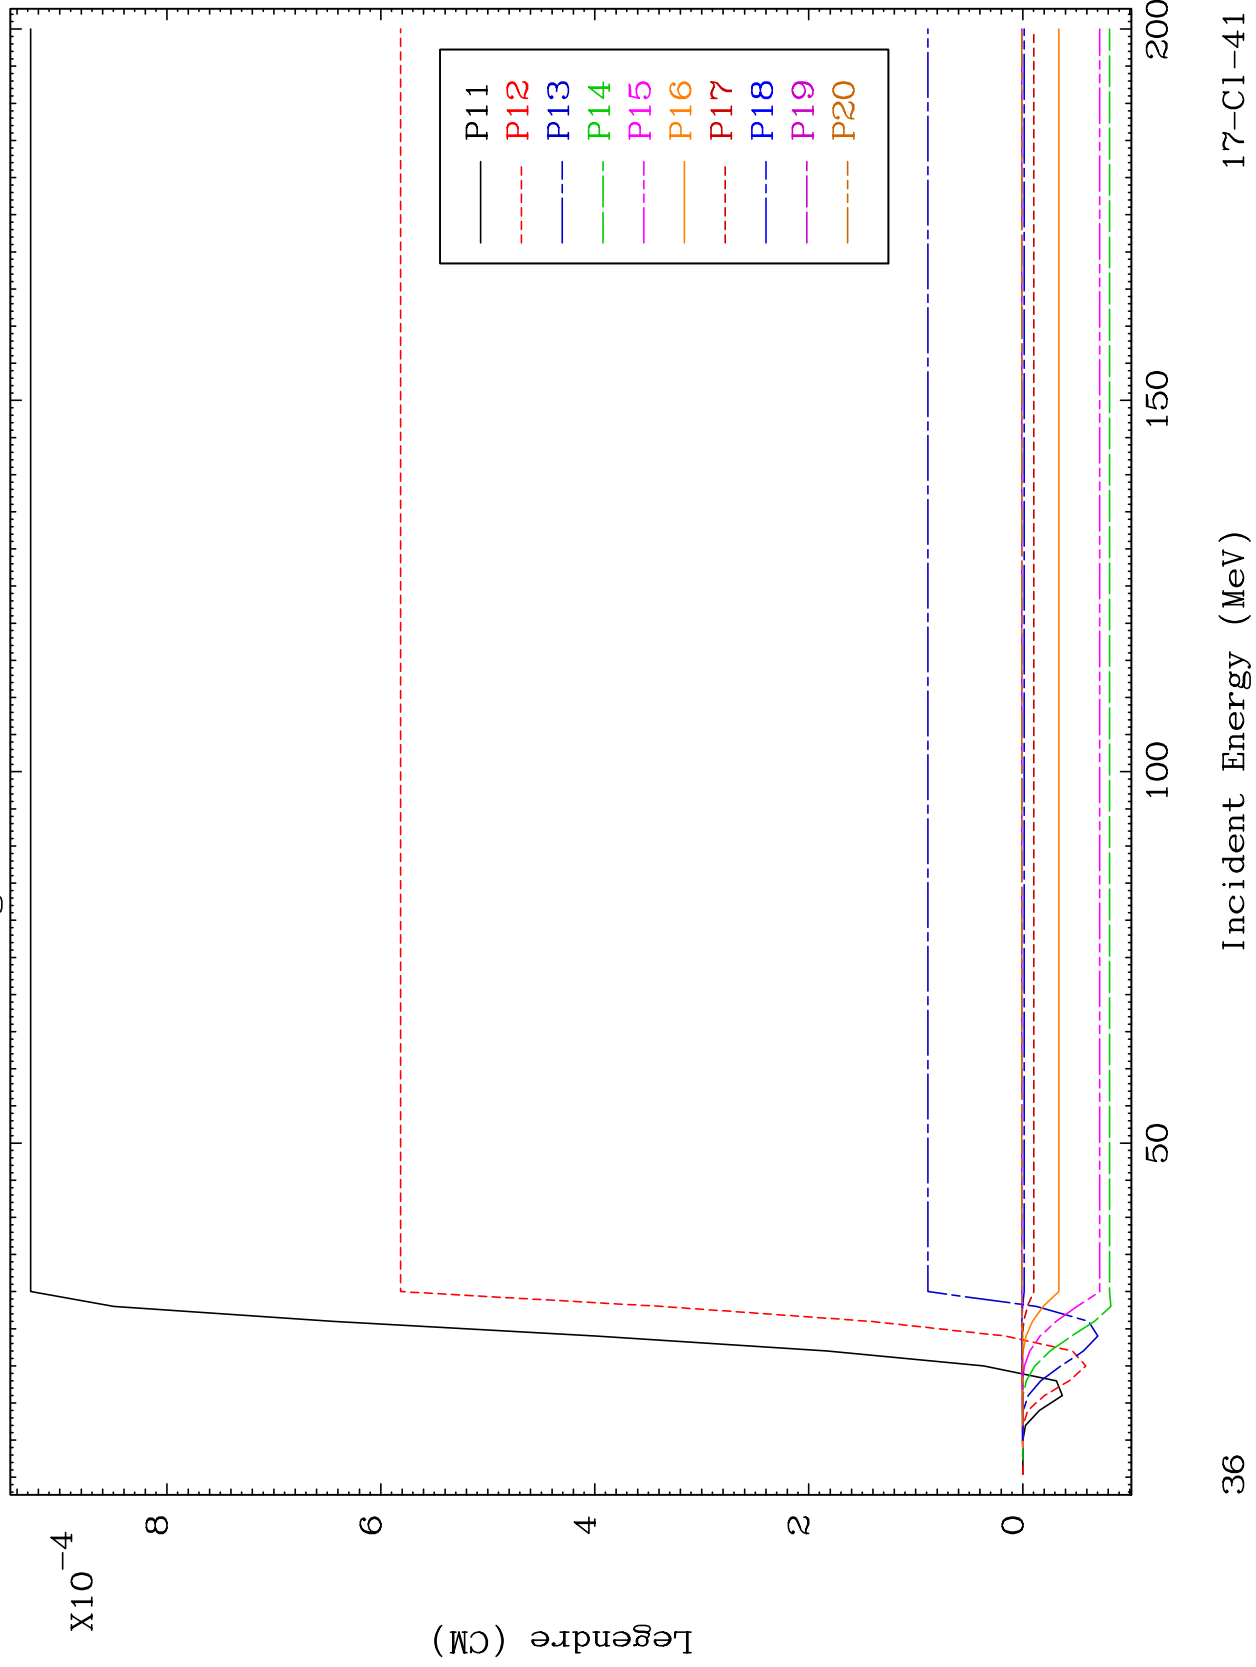 X10-4
8
6
4
2
0
Legendre (CM)
P11
P12
P13
P14
P15
P16
P17
P18
P19
P20
50
100
150
200
Incident Energy (MeV)
36
17-Cl-41